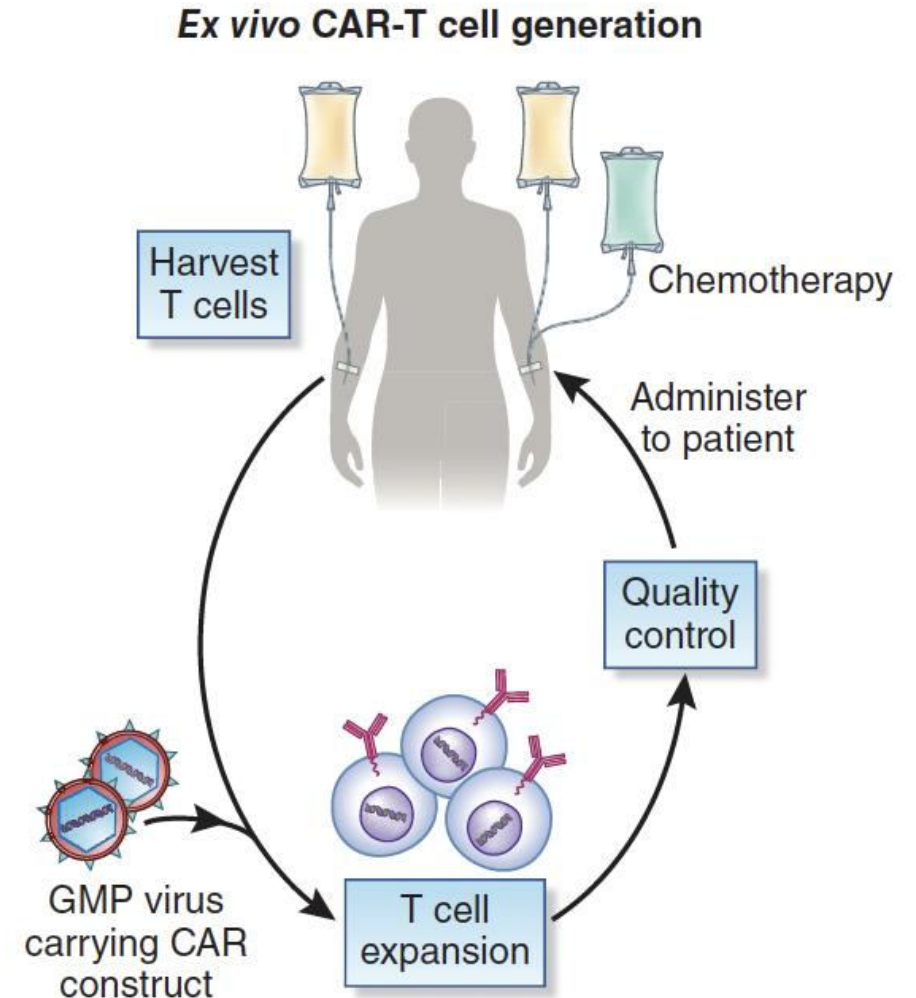 Ex vivo CAR-T cell generation
Harvest
T cells
Chemotherapy
Administer
to patient
Quality
control
GMP virus
carrying CAR
construct
T cell
expansion